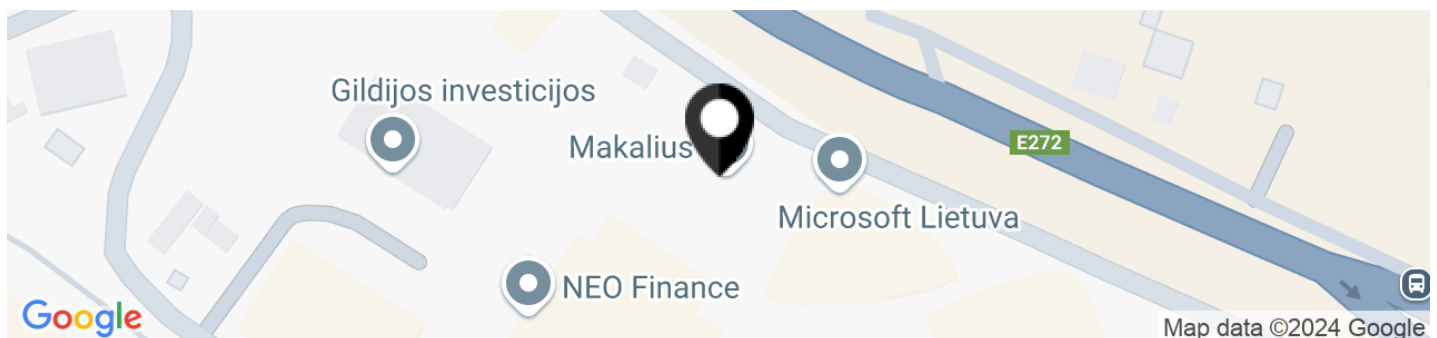 Gildijos investicijos
Makalius
E272
Microsoft Lietuva
NEO Finance
Google
Map data ©2024 Google